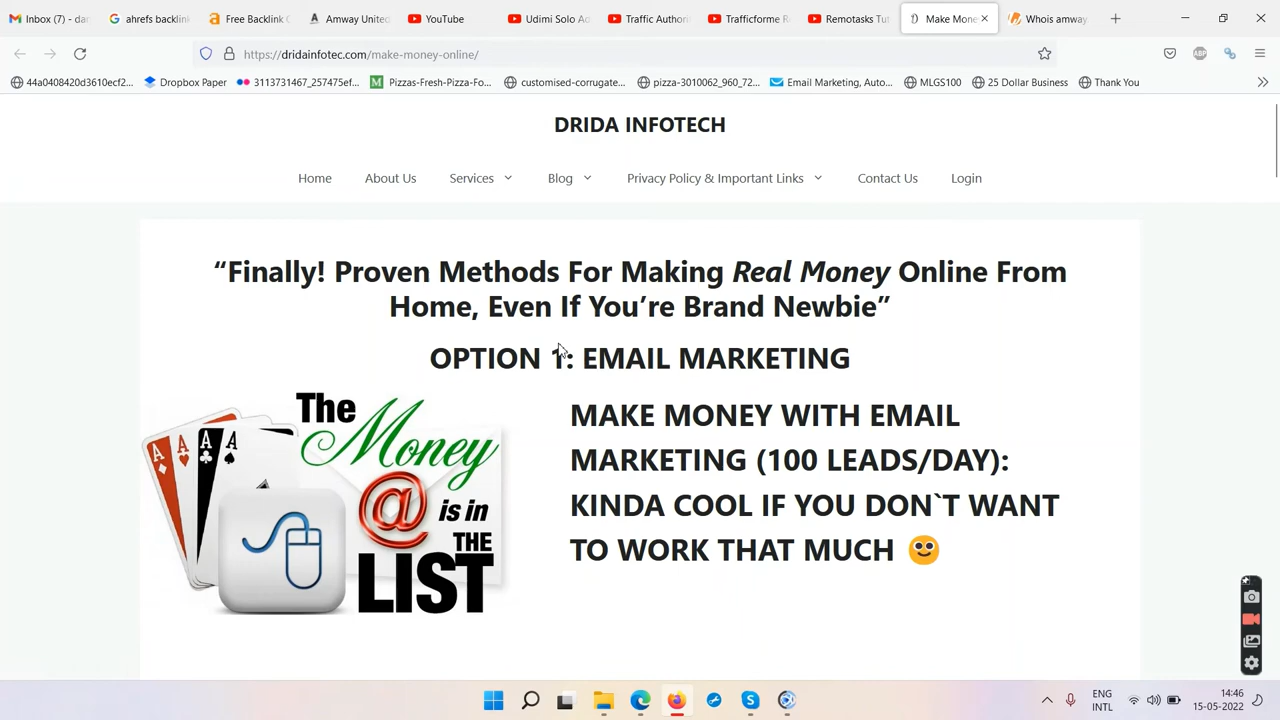 Inbox (7) - dan
ahrefs backlink
Free Backlink C
Amway United
YouTube
Udimi Solo Ad
Traffic Authori
Trafficforme R
Remotasks Tut
Make Mone
Whois amway
https://dridainfotec.com/make-money-online/
44a0408420d3610ecf2...
Dropbox Paper
3113731467_257475ef...
Pizzas-Fresh-Pizza-Fo...
customised-corrugate...
pizza-3010062_960_72...
Email Marketing, Auto...
MLGS100
25 Dollar Business
Thank You
DRIDA INFOTECH
Home
About Us
Services
Blog
Privacy Policy & Important Links
Contact Us
Login
“Finally! Proven Methods For Making Real Money Online From
Home, Even If You’re Brand Newbie”
OPTION 1: EMAIL MARKETING
The
Money
@ is in
THE
LIST
A A A A
MAKE MONEY WITH EMAIL
MARKETING (100 LEADS/DAY):
KINDA COOL IF YOU DON`T WANT
TO WORK THAT MUCH
ENG
INTL
14:46
15-05-2022